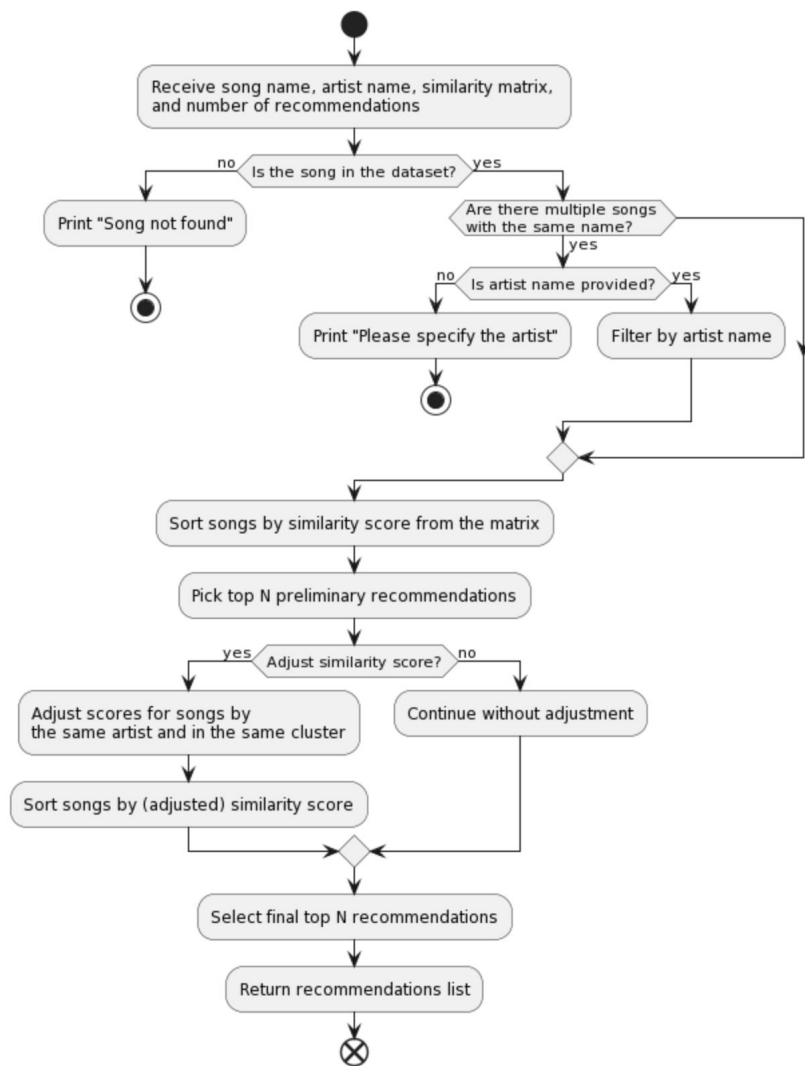 Receive song name, artist name, similarity matrix,
and number of recommendations
no
Is the song in the dataset?
yes
Print "Song not found"
Are there multiple songs
with the same name?
yes
no
Is artist name provided?
yes
Print "Please specify the artist"
Filter by artist name
Sort songs by similarity score from the matrix
Pick top N preliminary recommendations
yes
Adjust similarity score?
no
Adjust scores for songs by
the same artist and in the same cluster
Continue without adjustment
Sort songs by (adjusted) similarity score
Select final top N recommendations
Return recommendations list